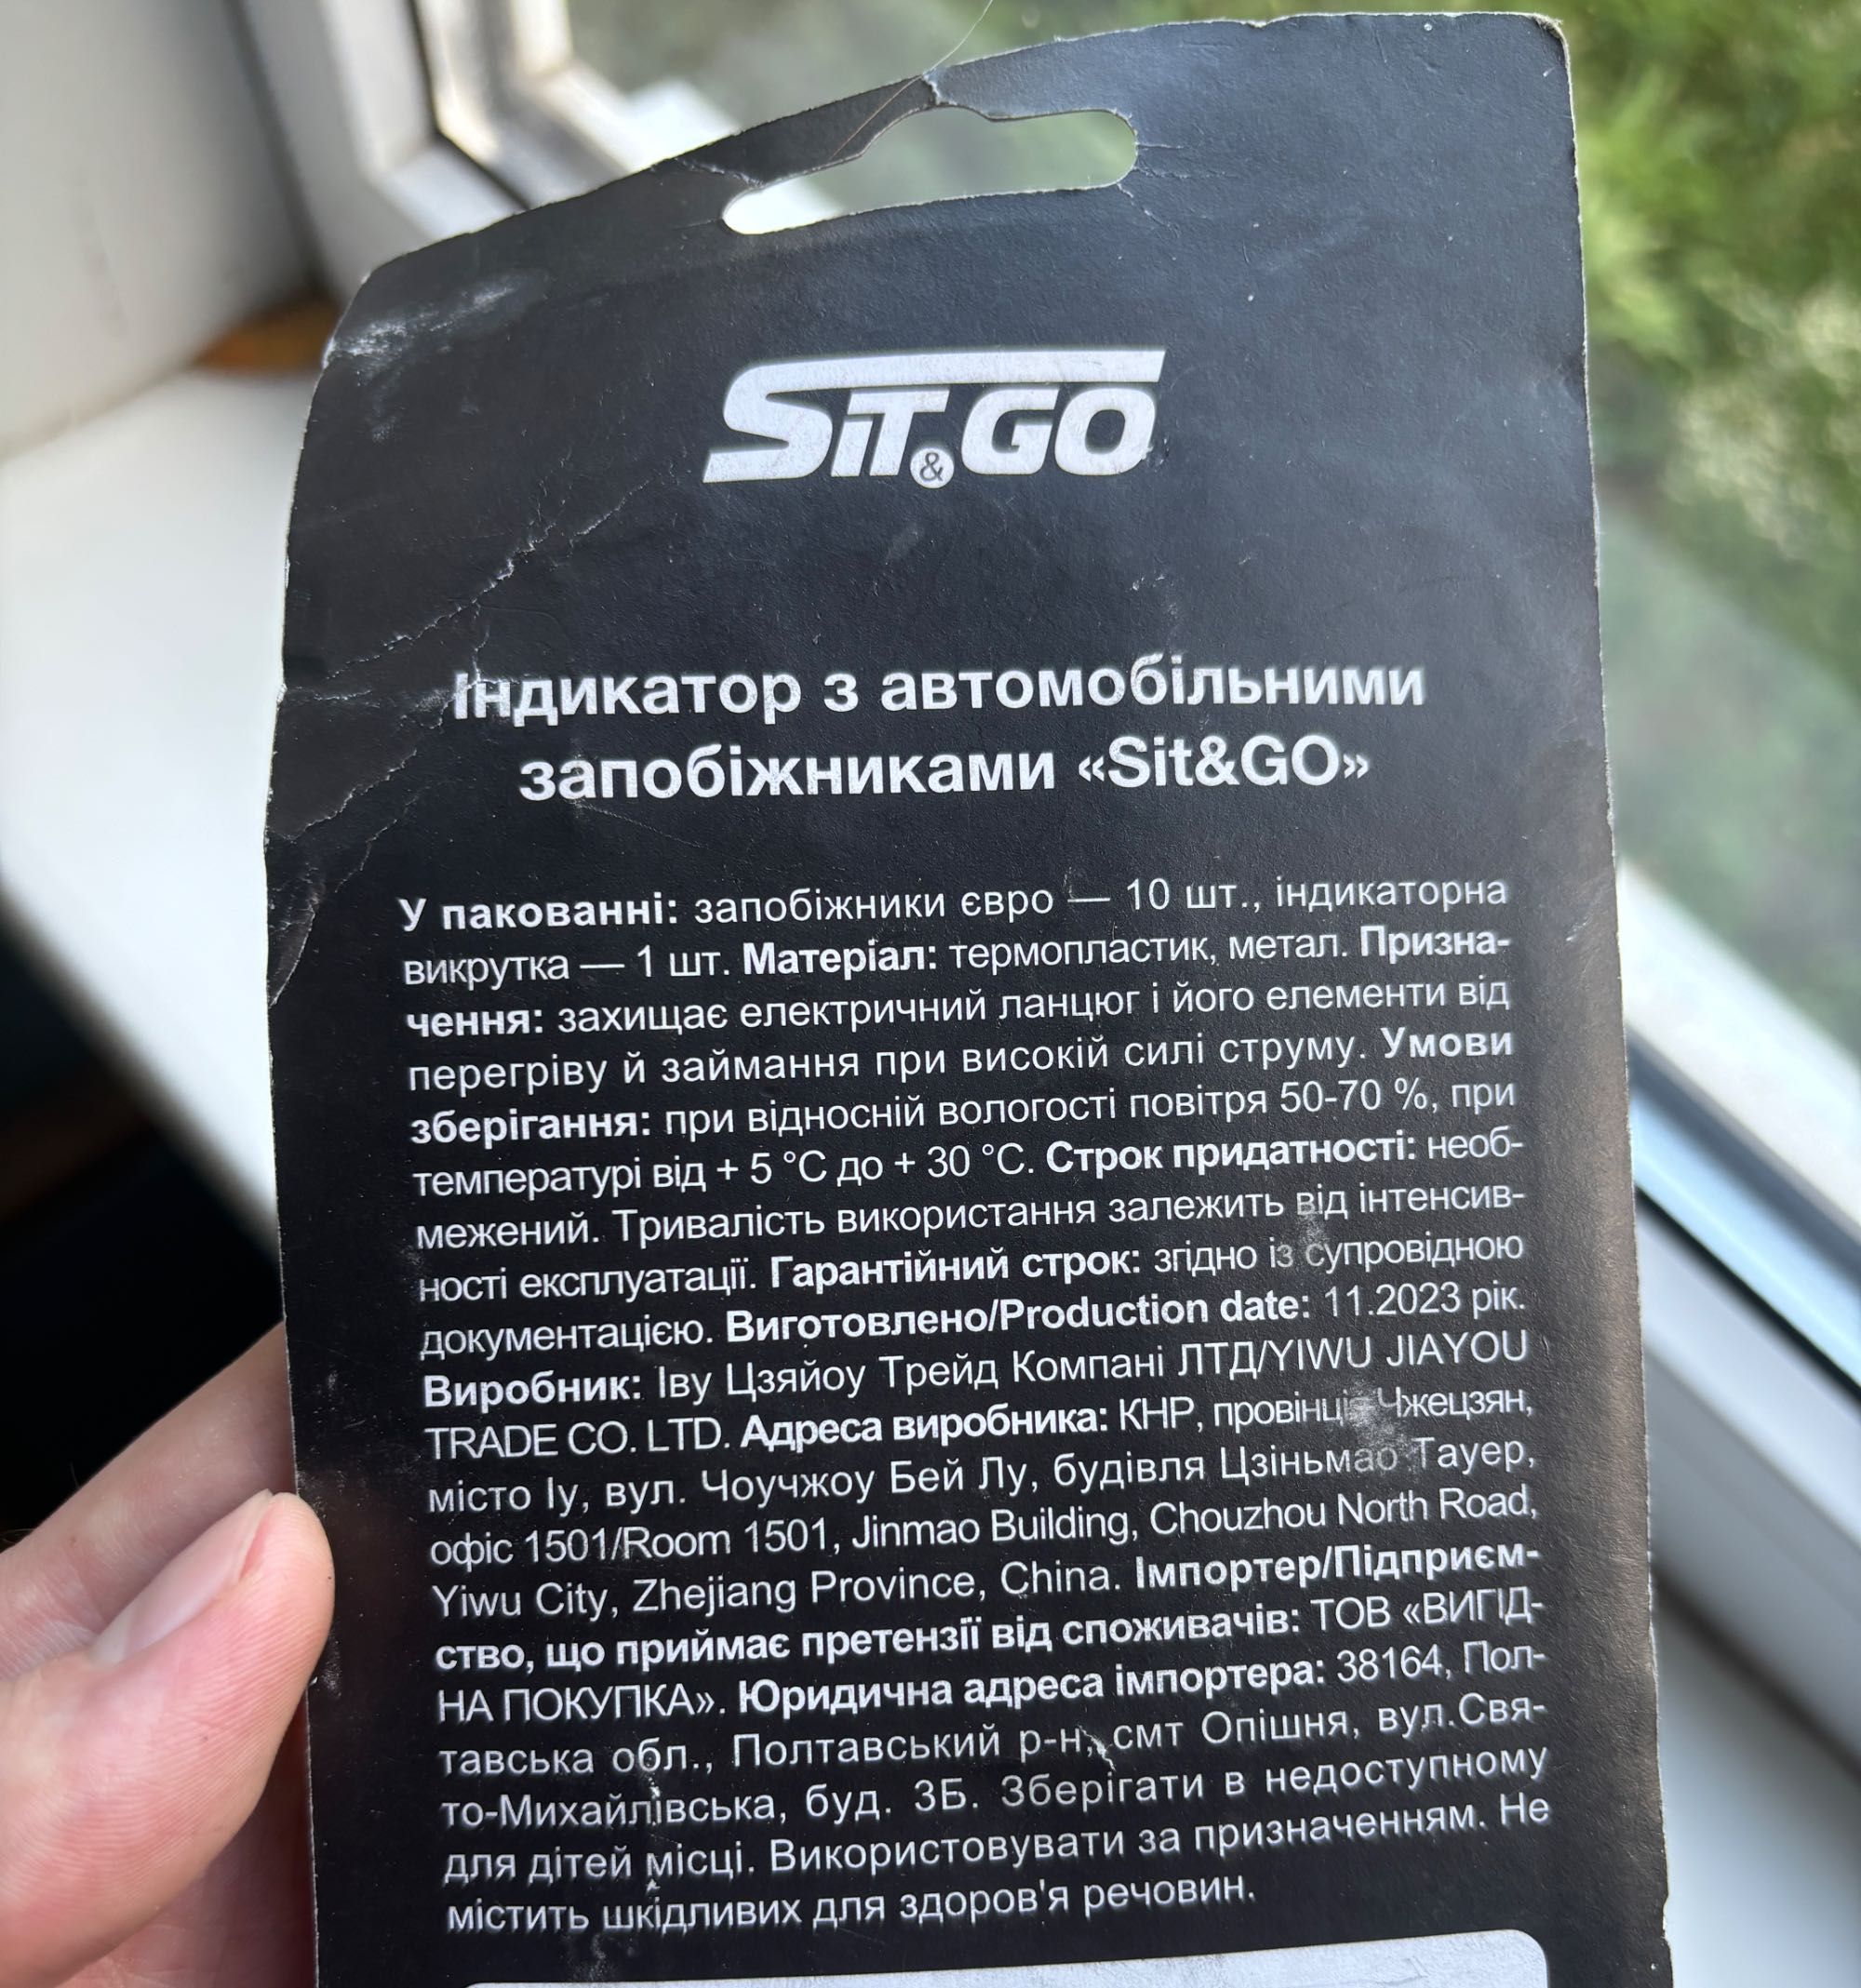 SiT&GO
Індикатор з автомобільними
запобіжниками «Sit&GO»
У пакованні: запобіжники євро — 10 шт., індикаторна
викрутка — 1 шт. Матеріал: термопластик, метал. Призна-
чення: захищає електричний ланцюг і його елементи від
перегріву й займання при високій силі струму. Умови
зберігання: при відносній вологості повітря 50-70 %, при
температурі від + 5 °С до + 30 °С. Строк придатності: необ-
межений. Тривалість використання залежить від інтенсив-
ності експлуатації. Гарантійний строк: згідно із супровідною
документацією. Виготовлено/Production date: 11.2023 рік.
Виробник: Іву Цзяйоу Трейд Компані ЛТД/YIWU JIAYOU
TRADE CO. LTD. Адреса виробника: КНР, провінція Чжецзян,
місто Іу, вул. Чоучжоу Бей Лу, будівля Цзіньмао Тауер,
офіс 1501/Room 1501, Jinmao Building, Chouzhou North Road,
Yiwu City, Zhejiang Province, China. Імпортер/Підприєм-
ство, що приймає претензії від споживачів: ТОВ «ВИГІД-
НА ПОКУПКА». Юридична адреса імпортера: 38164, Пол-
тавська обл., Полтавський р-н, смт Опішня, вул.Свя-
то-Михайлівська, буд. 3Б. Зберігати в недоступному
для дітей місці. Використовувати за призначенням. Не
містить шкідливих для здоров'я речовин.